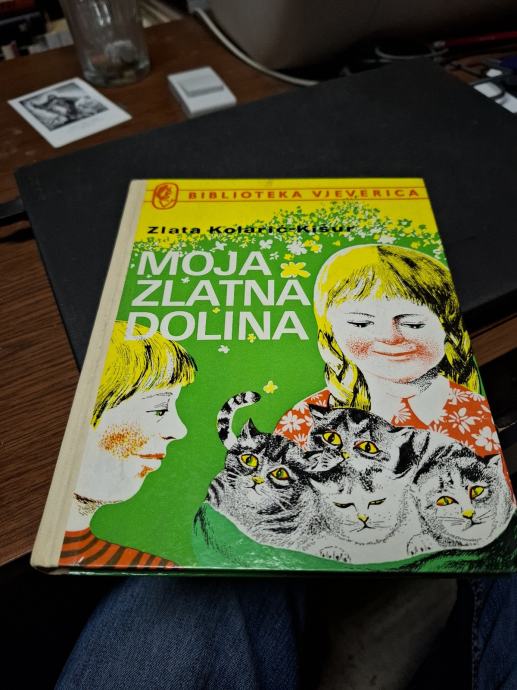 BIBLIOTEKA VJEVERICA
Zlata Kolarić-Kišur
MOJA
ZLATNA
DOLINA